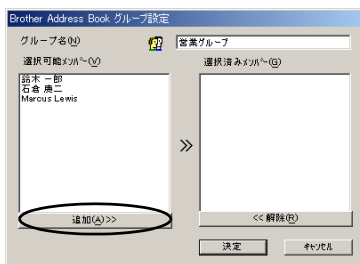 Brother Address Book グループ設定
グループ名(N)
営業グループ
選択可能メンバー(V)
選択済みメンバー(G)
鈴木 一郎
石倉 康二
Marcus Lewis
追加(A)>>
<< 解除(R)
決定
キャンセル